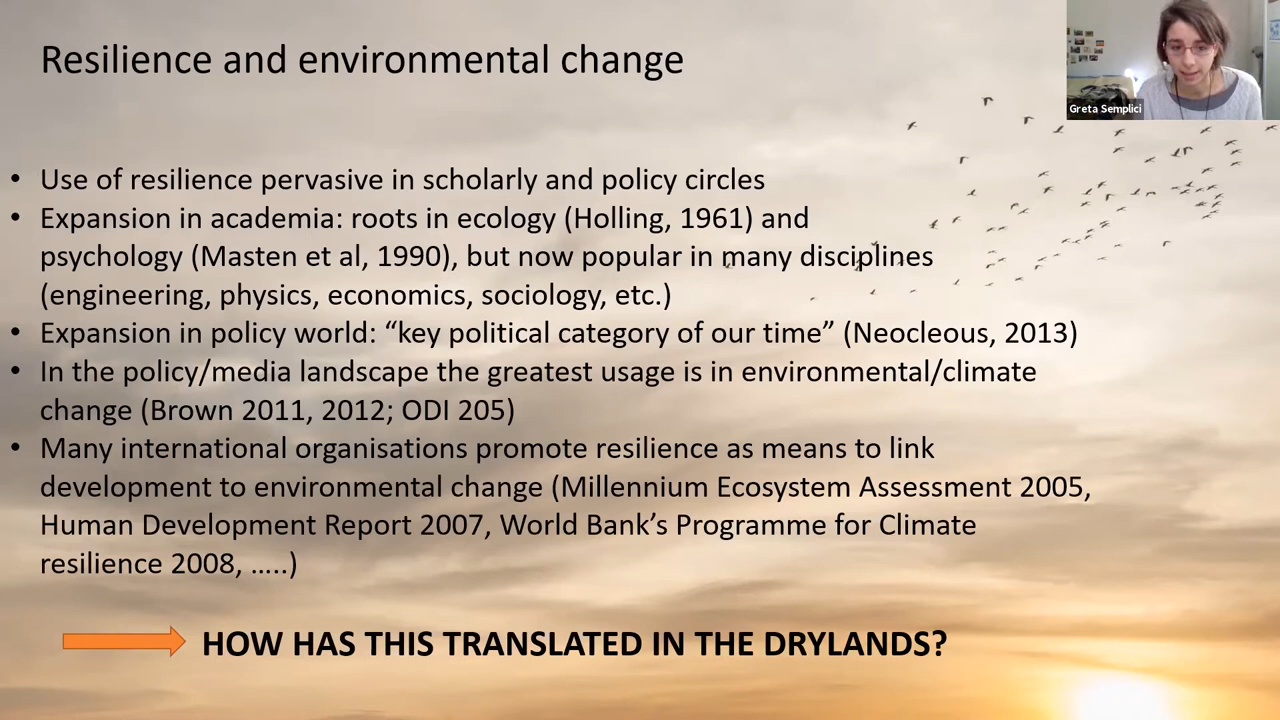 Resilience and environmental change
Greta Semplici
• Use of resilience pervasive in scholarly and policy circles
• Expansion in academia: roots in ecology (Holling, 1961) and
psychology (Masten et al, 1990), but now popular in many disciplines
(engineering, physics, economics, sociology, etc.)
• Expansion in policy world: “key political category of our time” (Neocleous, 2013)
• In the policy/media landscape the greatest usage is in environmental/climate
change (Brown 2011, 2012; ODI 205)
• Many international organisations promote resilience as means to link
development to environmental change (Millennium Ecosystem Assessment 2005,
Human Development Report 2007, World Bank’s Programme for Climate
resilience 2008, …..)
HOW HAS THIS TRANSLATED IN THE DRYLANDS?